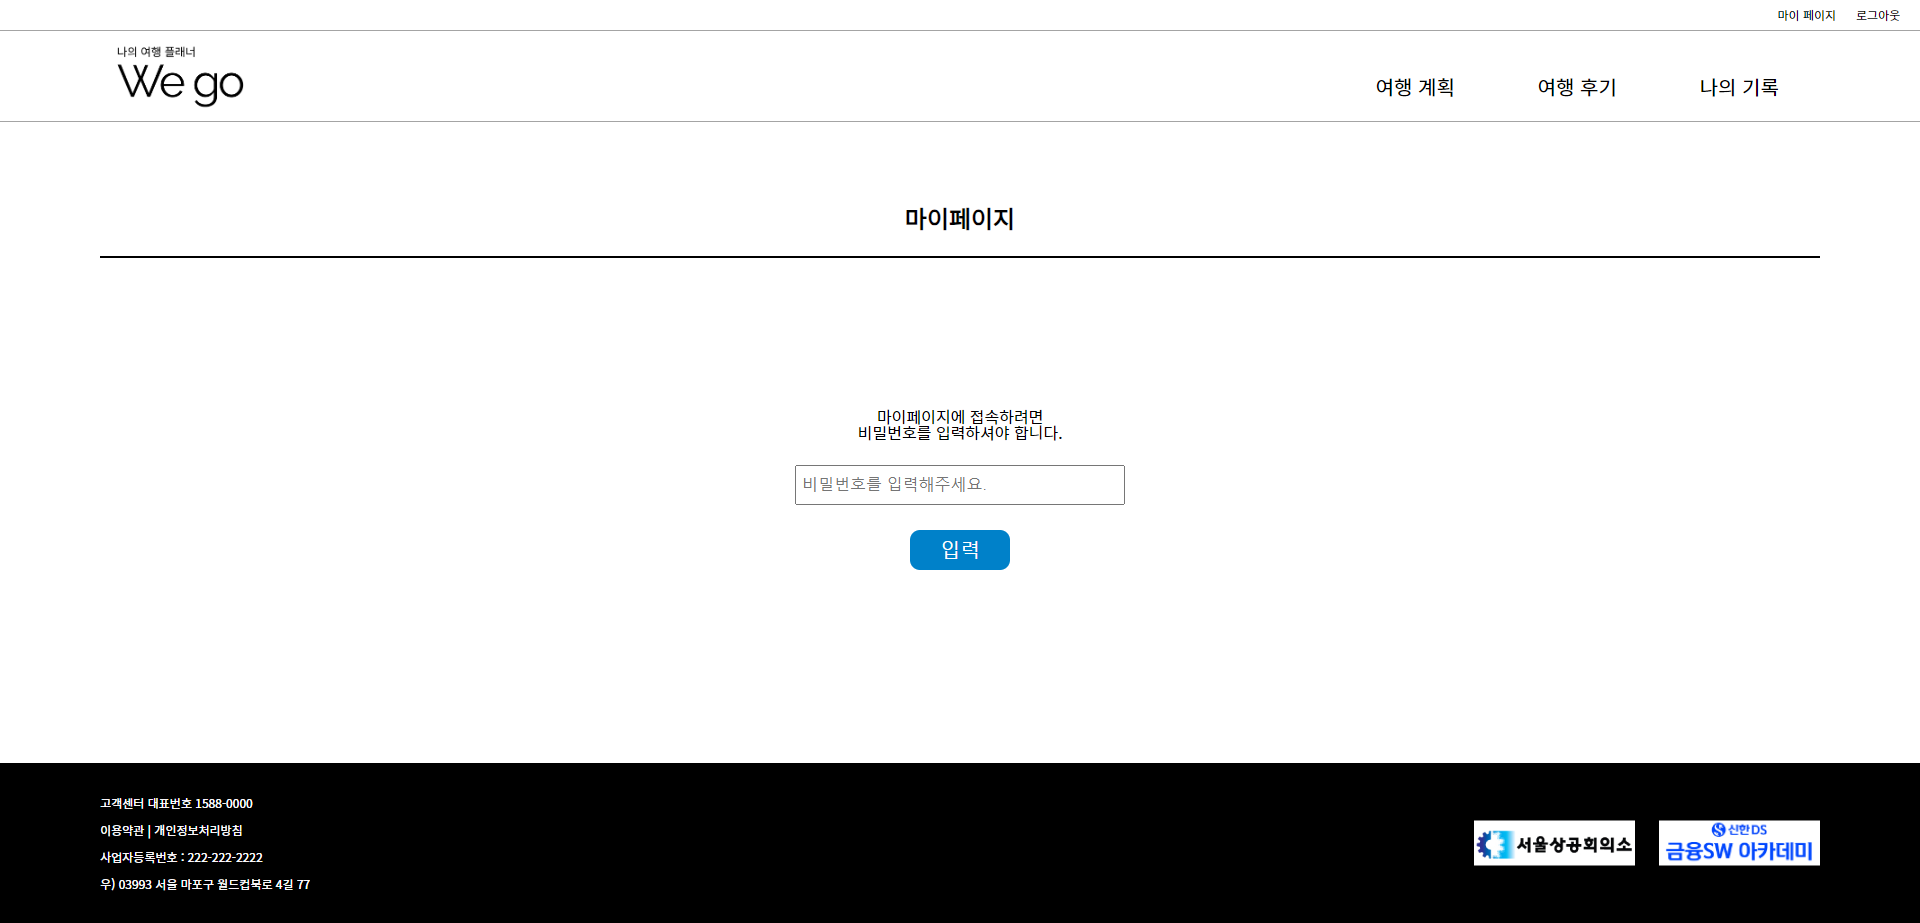 마이 페이지 로그아웃
나의 여행 플래너
We go
여행 계획 여행 후기 나의 기록
마이페이지
마이페이지에 접속하려면
비밀번호를 입력하셔야 합니다.
비밀번호를 입력해주세요.
입력
고객센터 대표번호 1588-0000
이용약관 | 개인정보처리방침
사업자등록번호 : 222-222-2222
우) 03993 서울 마포구 월드컵북로 4길 77
서울상공회의소
신한DS
금융SW 아카데미